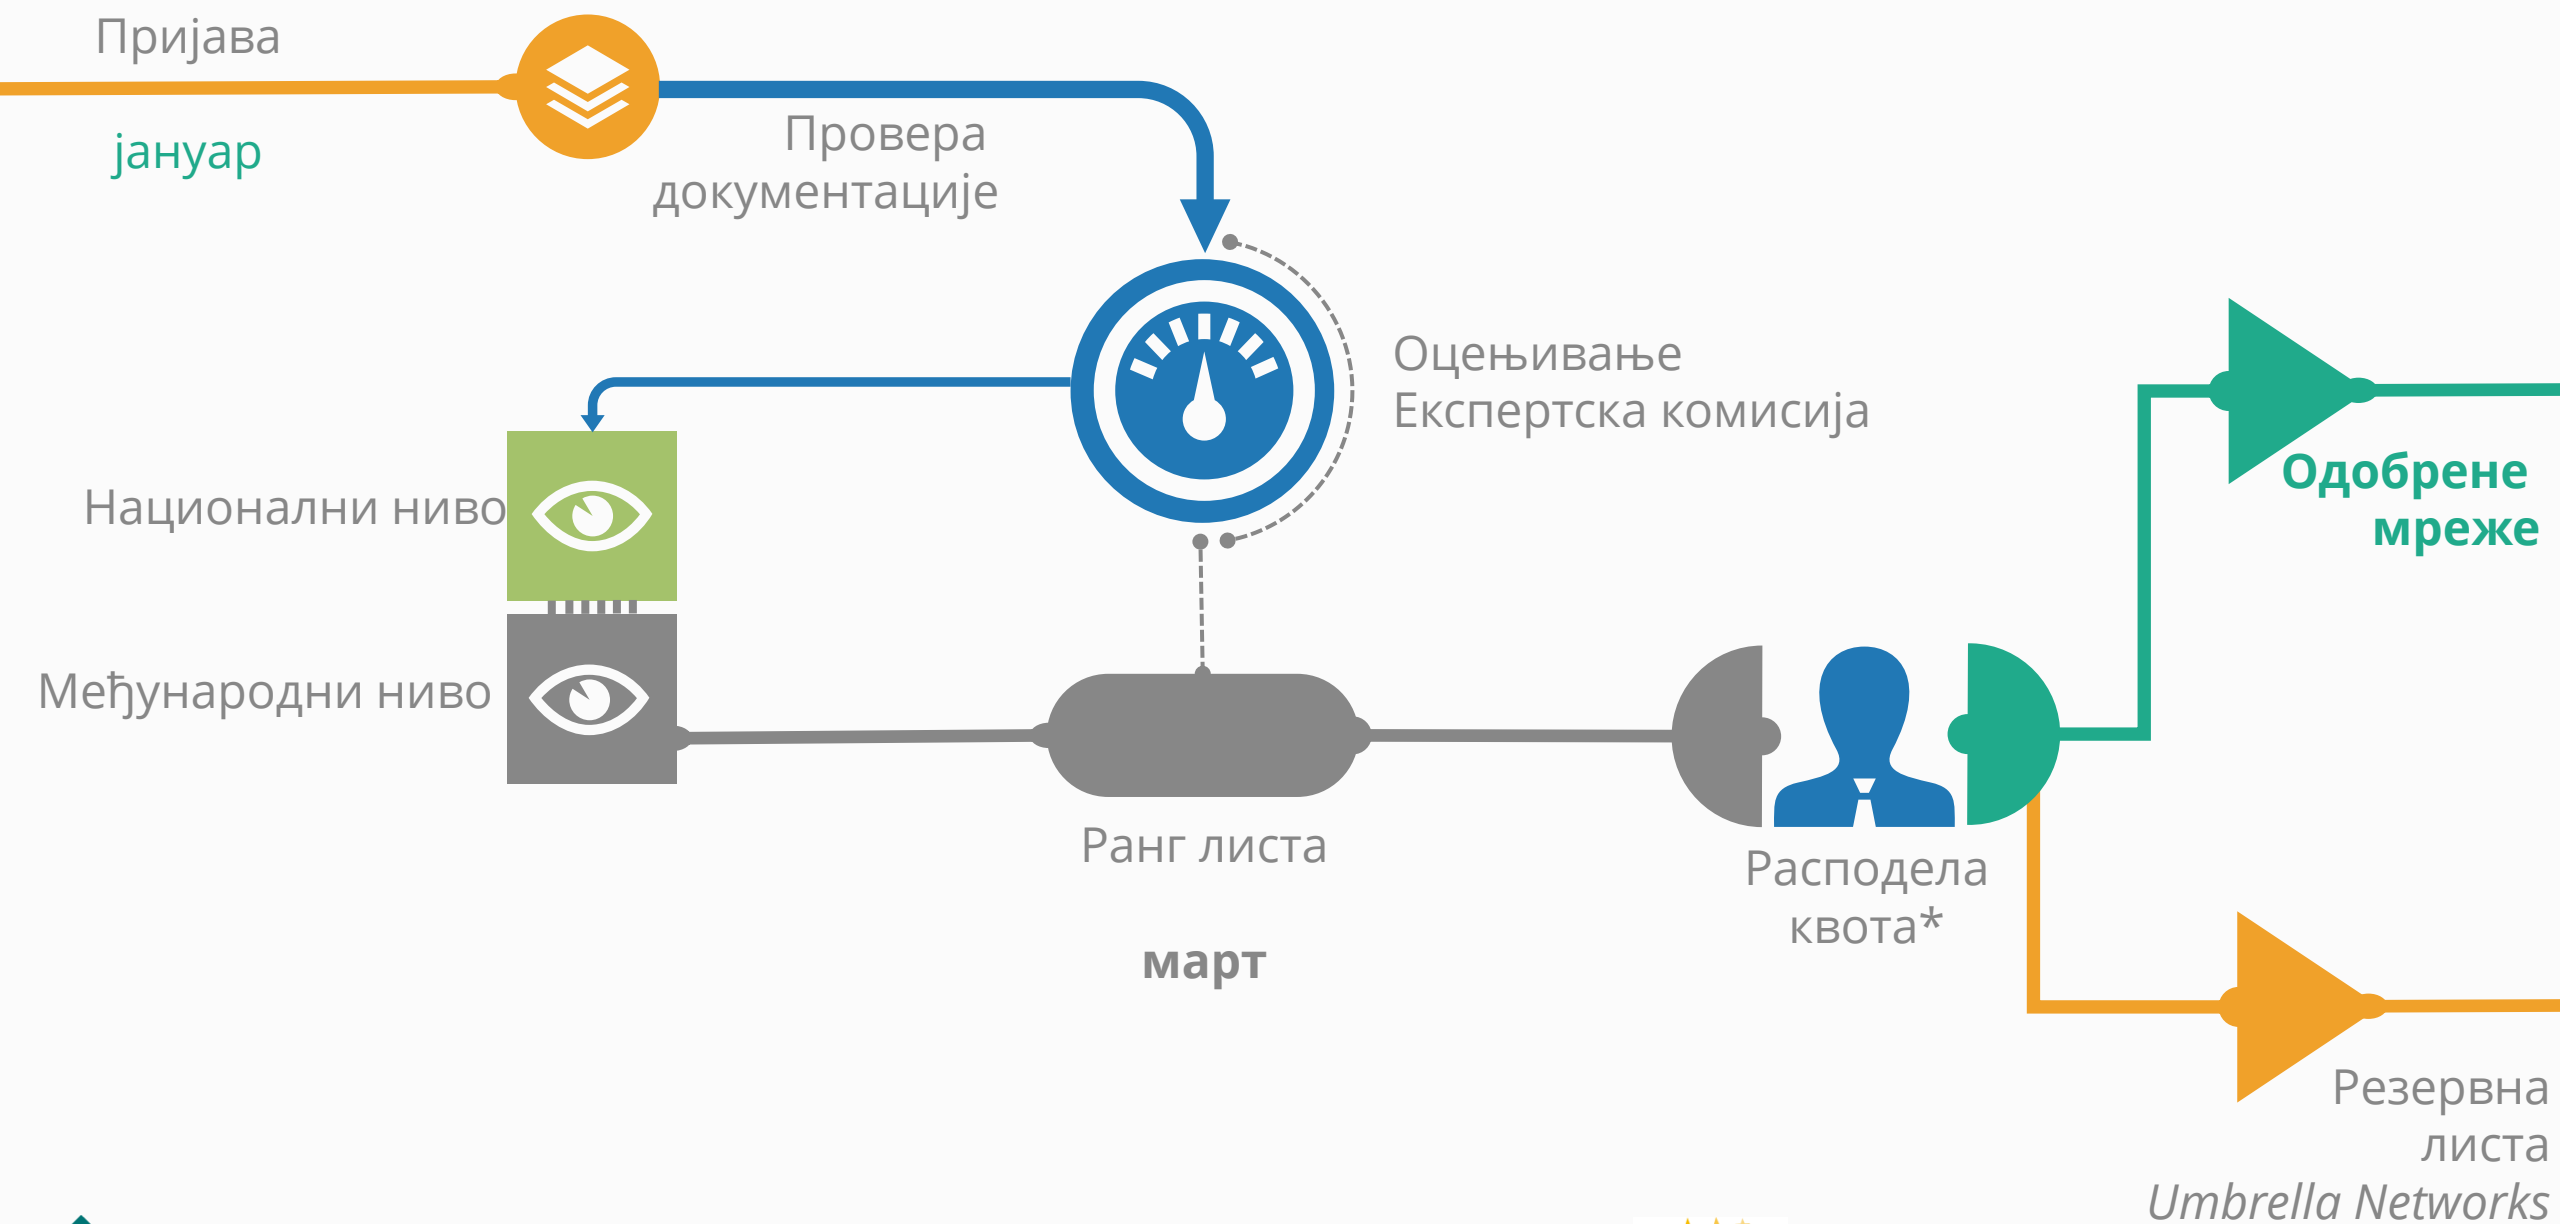 Пријава
јануар
Провера
документације
Оцењивање
Експертска комисија
Национални ниво
Међународни ниво
Ранг листа
март
Расподела
квота*
Одобрене
мреже
Резервна
листа
Umbrella Networks